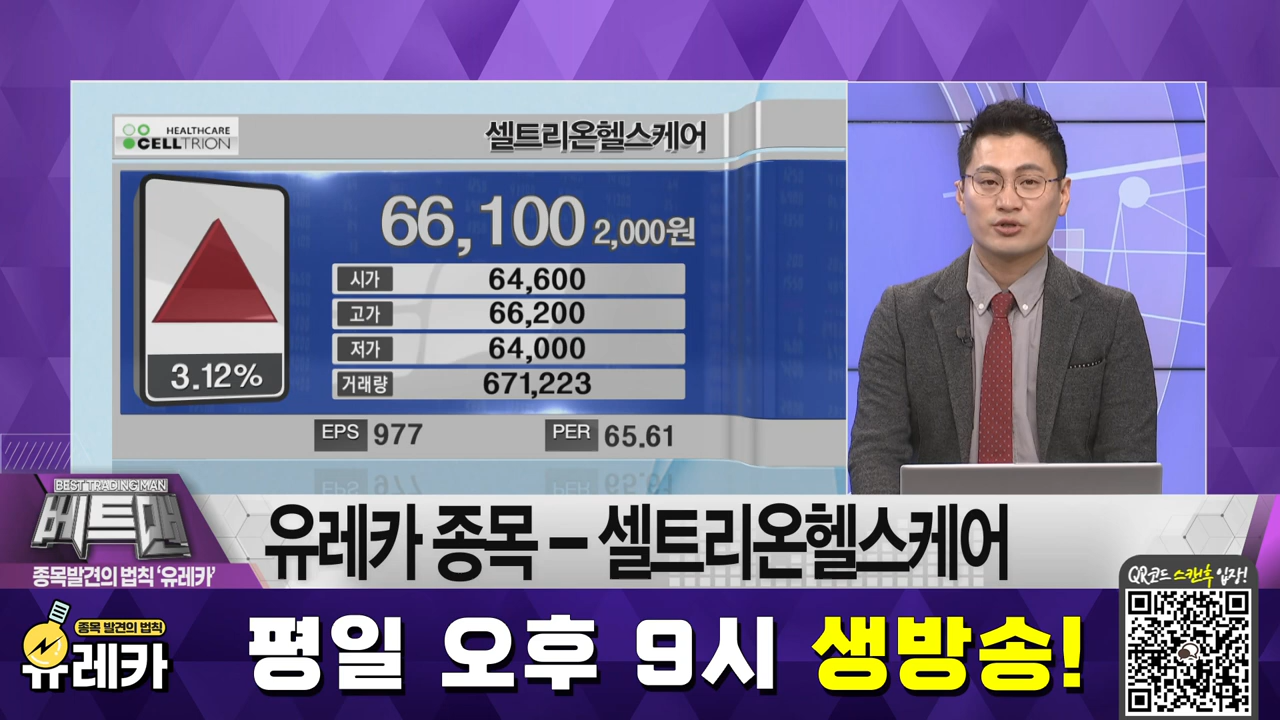 HEALTHCARE
CELLTRION
셀트리온헬스케어
66,100 2,000원
시가 64,600
고가 66,200
저가 64,000
거래량 671,223
3.12%
EPS 977 PER 65.61
BEST TRADING MAN
베트맨
종목발견의 법칙 '유레카'
유레카 종목 - 셀트리온헬스케어
QR코드 스캔후 입장!
종목 발견의 법칙
유레카
평일 오후 9시 생방송!